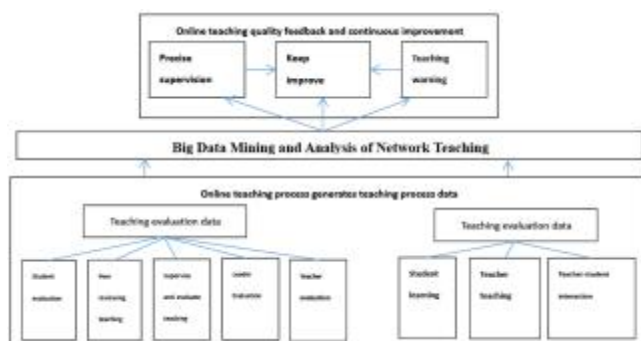 Online teaching quality feedback and continuous improvement
Precise
supervision
Keep
improve
Teaching
warning
Big Data Mining and Analysis of Network Teaching
Online teaching process generates teaching process data
Teaching evaluation data
Teaching evaluation data
Student
evaluation
Peer
reviewing
teaching
Supervise
and evaluate
teaching
Leader
Evaluation
teacher
evaluation
Student
learning
Teacher
teaching
Teacher-student
interaction